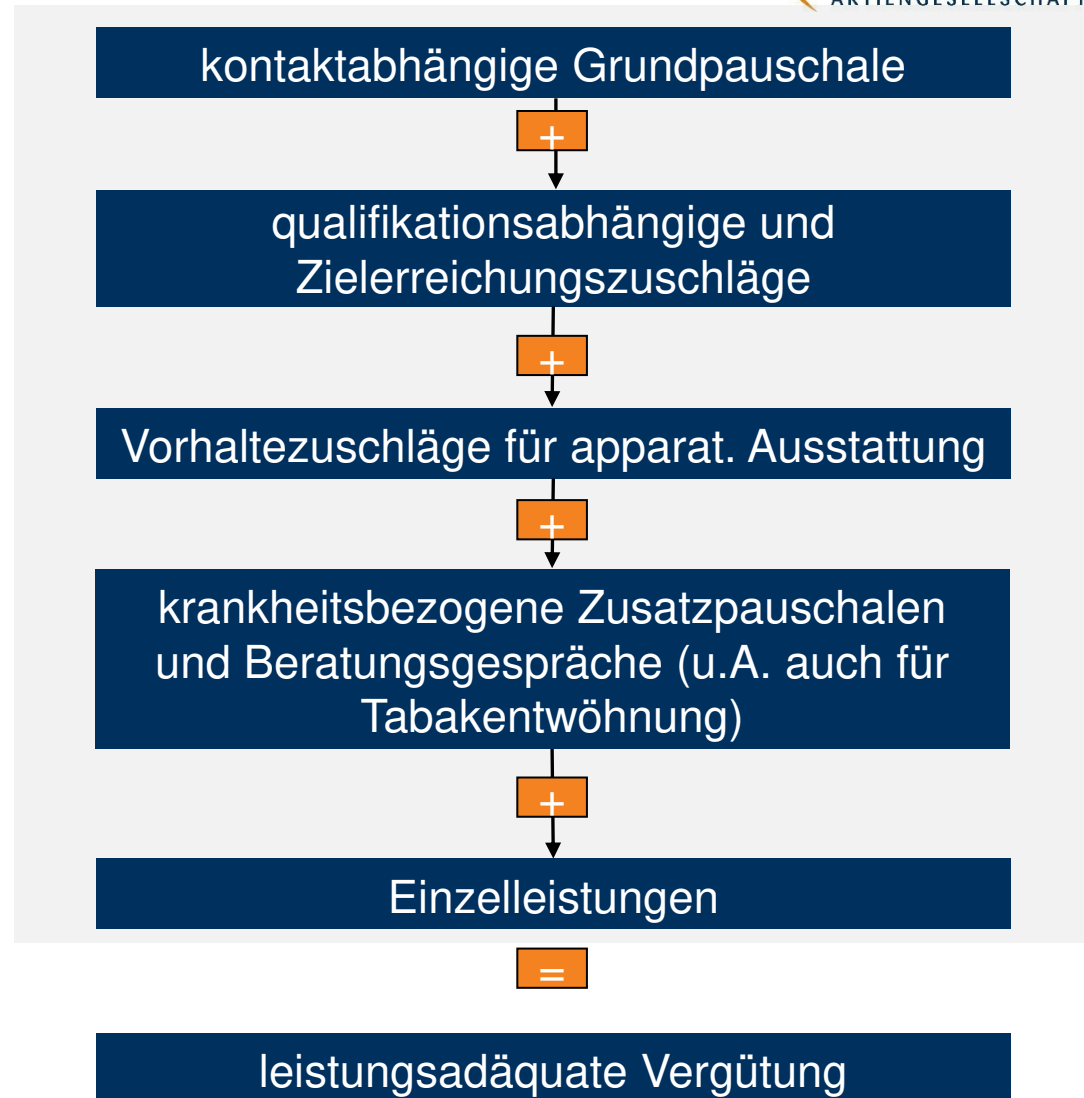 AKTIENGESELLSCHAFT
kontaktabhängige Grundpauschale
+
qualifikationsabhängige und
Zielerreichungszuschläge
+
Vorhaltezuschläge für apparat. Ausstattung
+
krankheitsbezogene Zusatzpauschalen
und Beratungsgespräche (u.A. auch für
Tabakentwöhnung)
+
Einzelleistungen
=
leistungsadäquate Vergütung